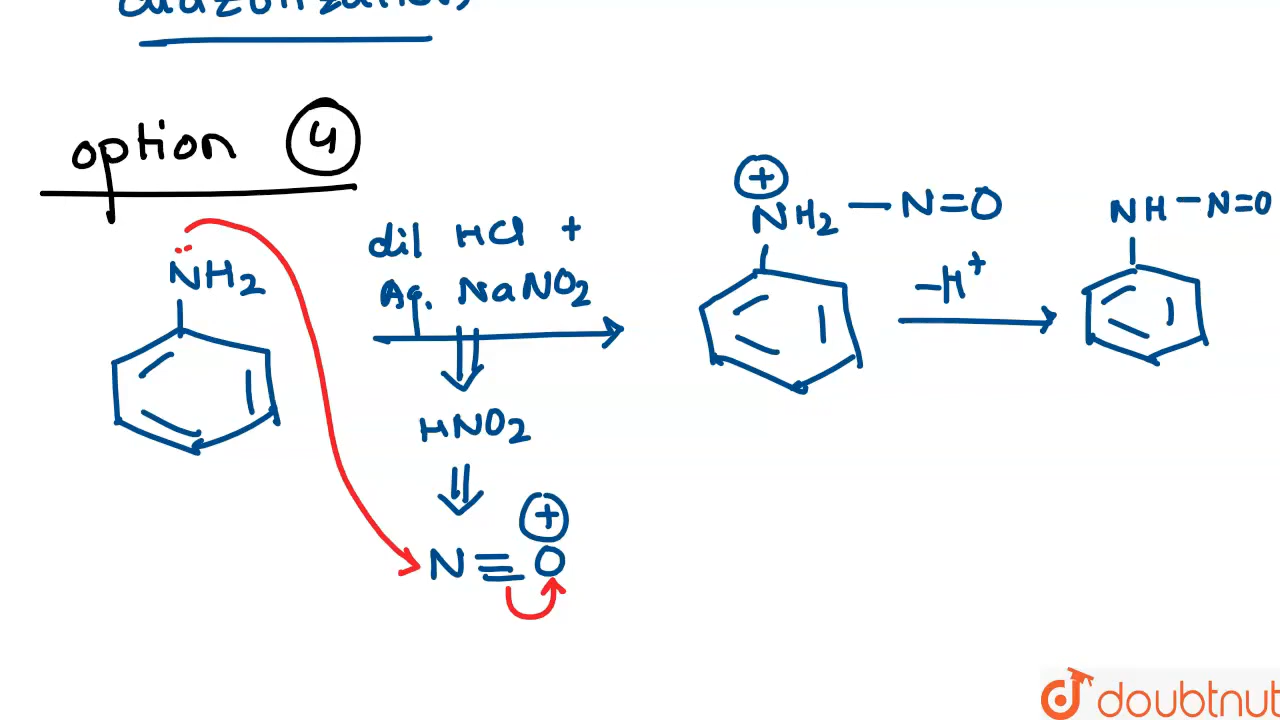 option 4
NH2
dil HCl +
Aq. NaNO2
HNO2
N≡O
+
+
NH2 — N=O
-H+
NH — N=O
doubtnut